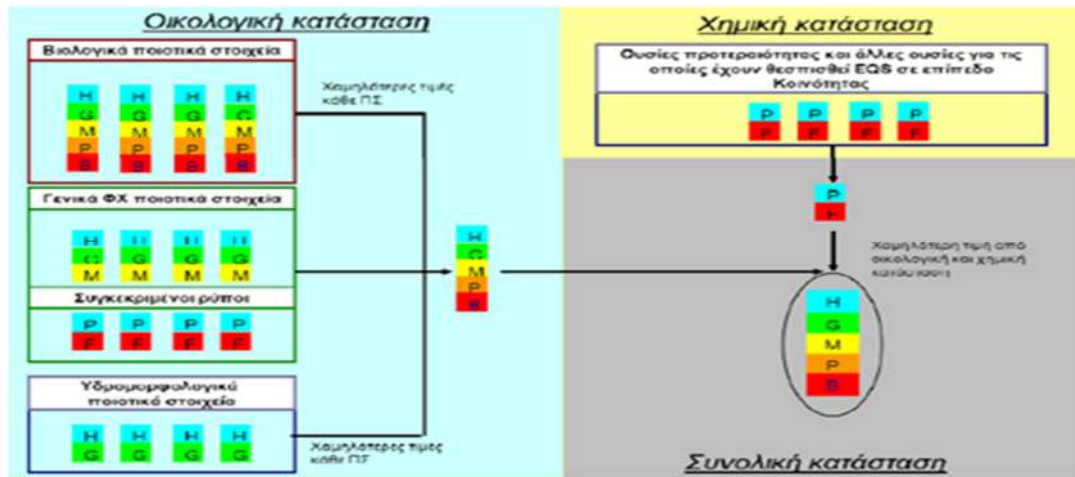 Οικολογική κατάσταση
Βιολογικά ποιοτικά στοιχεία
H H H H
G G G G
M M M M
P P P P
B B B B
Χαμηλότερες τιμές
κάθε ΠΣ
Γενικά ΦΧ ποιοτικά στοιχεία
H H H H
G G G G
M M M M
Συγκεκριμένοι ρύποι
P P P P
F F F F
Υδρομορφολογικά
ποιοτικά στοιχεία
H H H H
G G G G
Χαμηλότερες τιμές
κάθε ΠΣ
H
G
M
P
B
Χημική κατάσταση
Ουσίες προτεραιότητας και άλλες ουσίες για τις
οποίες έχουν θεσπισθεί EQS σε επίπεδο
Κοινότητας
P P P P
F F F F
P
F
Χαμηλότερη τιμή από
οικολογική και χημική
κατάσταση
H
G
M
P
B
Συνολική κατάσταση